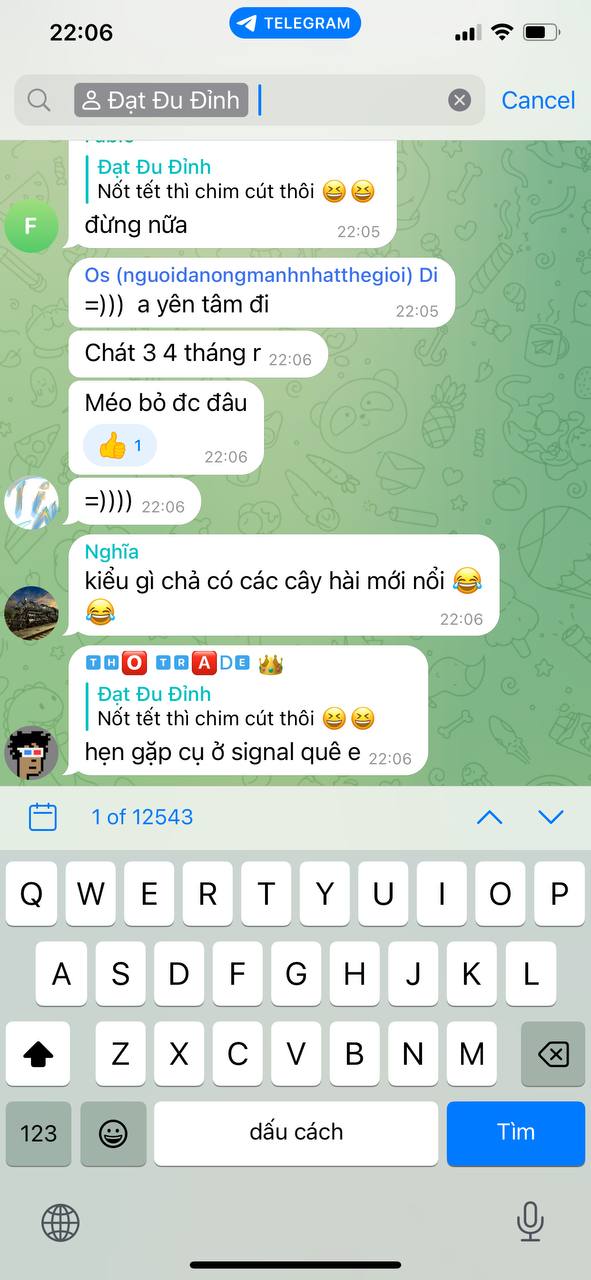 22:06
TELEGRAM
Đạt Đu Đỉnh
Cancel
Đạt Đu Đỉnh
Nốt tết thì chim cút thôi 😆 😆
đừng nữa
22:05
F
Os (nguoidanongmanhnhatthegioi) Di
=))) a yên tâm đi
22:05
Chát 3 4 tháng r 22:06
Méo bỏ đc đâu
👍 1
22:06
=)))) 22:06
Nghĩa
kiểu gì chả có các cây hài mới nổi 😂
😂
22:06
THO TRADE 👑
Đạt Đu Đỉnh
Nốt tết thì chim cút thôi 😆 😆
hẹn gặp cụ ở signal quê e 22:06
1 of 12543
Q W E R T Y U I O P
A S D F G H J K L
Z X C V B N M
123 dấu cách Tìm